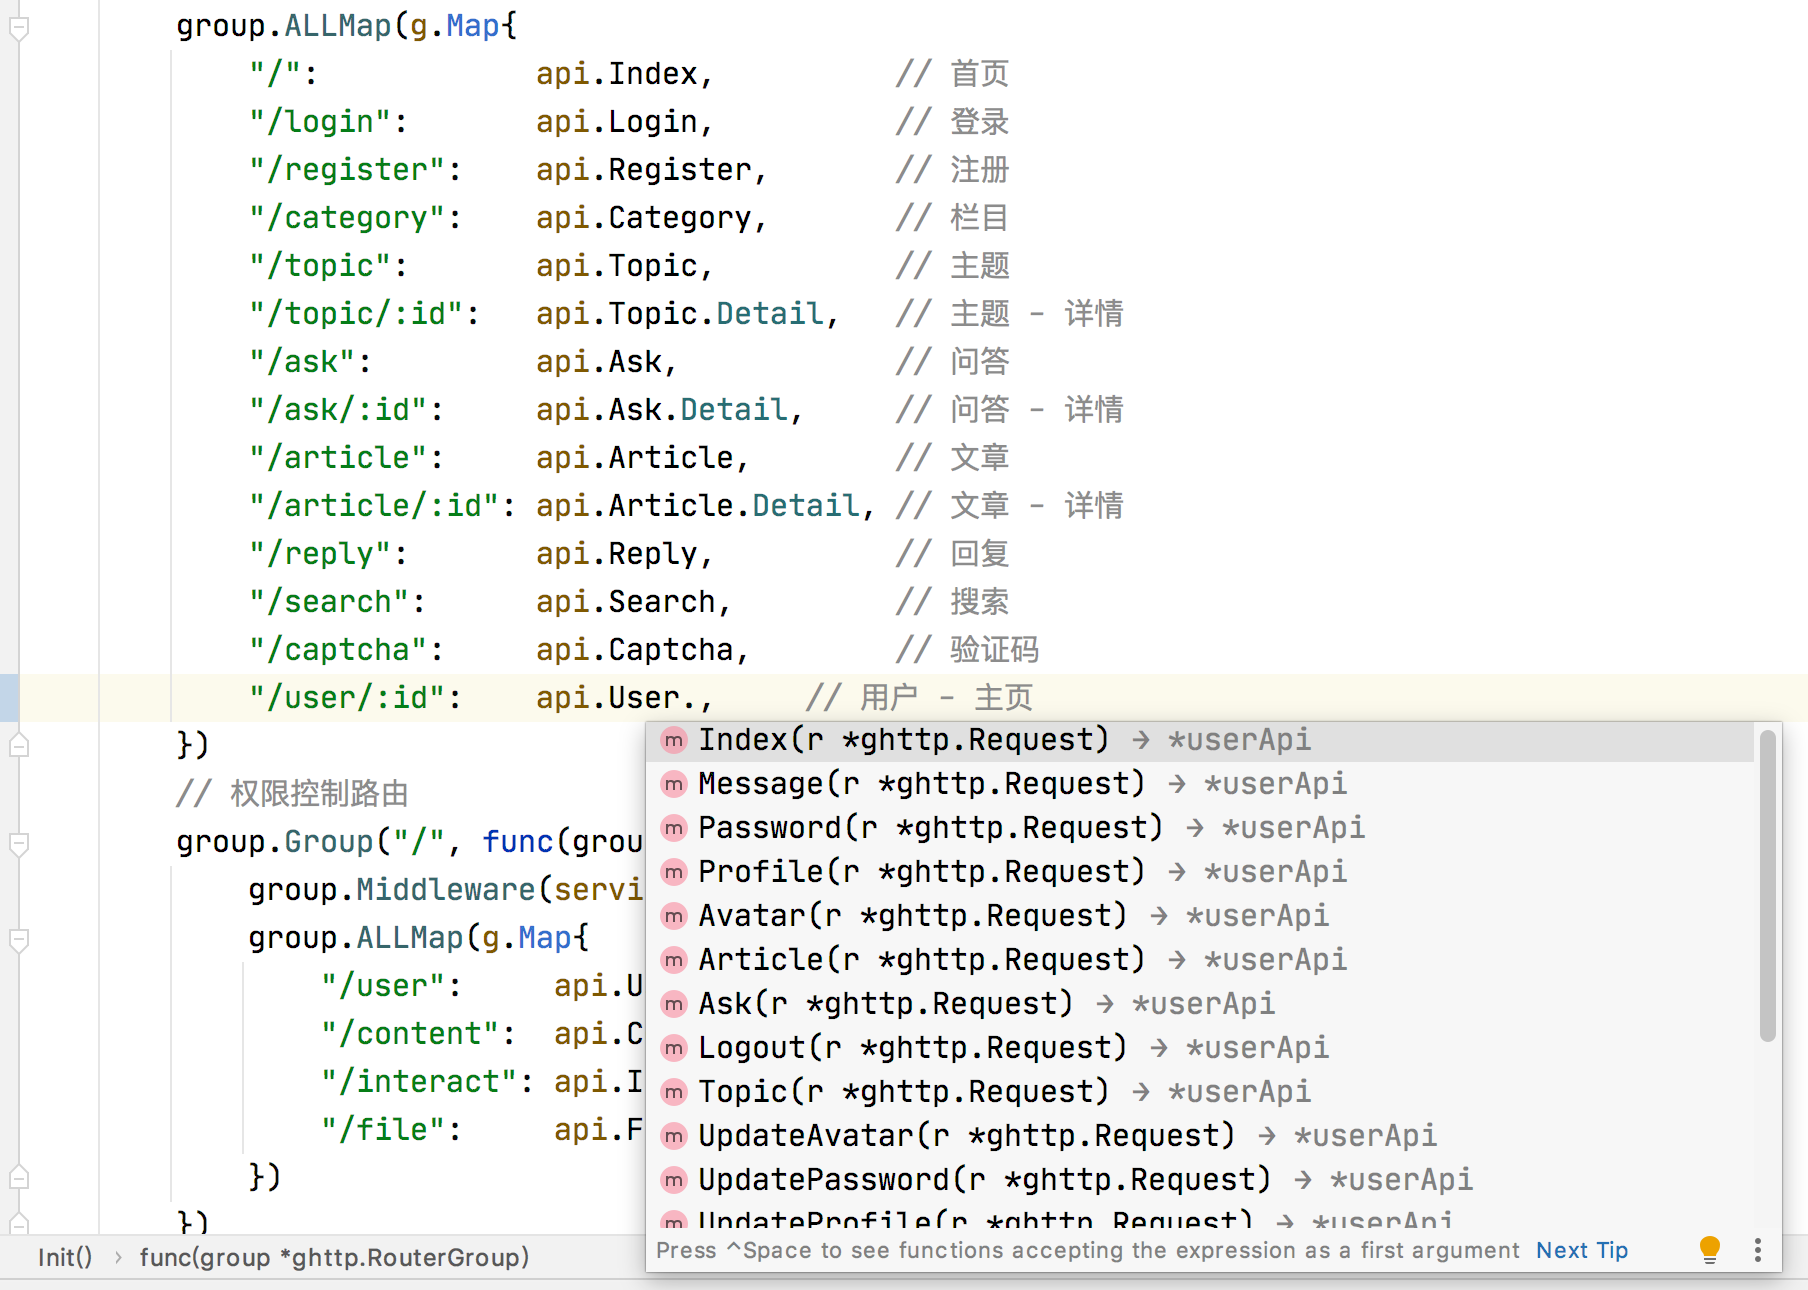 group.ALLMap(g.Map{
"/": api.Index, // 首页
"/login": api.Login, // 登录
"/register": api.Register, // 注册
"/category": api.Category, // 栏目
"/topic": api.Topic, // 主题
"/topic/:id": api.Topic.Detail, // 主题 - 详情
"/ask": api.Ask, // 问答
"/ask/:id": api.Ask.Detail, // 问答 - 详情
"/article": api.Article, // 文章
"/article/:id": api.Article.Detail, // 文章 - 详情
"/reply": api.Reply, // 回复
"/search": api.Search, // 搜索
"/captcha": api.Captcha, // 验证码
"/user/:id": api.User., // 用户 - 主页
})
// 权限控制路由
group.Group("/", func(grou
group.Middleware(servi
group.ALLMap(g.Map{
"/user": api.U
"/content": api.C
"/interact": api.I
"/file": api.F
})
})
m Index(r *ghttp.Request) → *userApi
m Message(r *ghttp.Request) → *userApi
m Password(r *ghttp.Request) → *userApi
m Profile(r *ghttp.Request) → *userApi
m Avatar(r *ghttp.Request) → *userApi
m Article(r *ghttp.Request) → *userApi
m Ask(r *ghttp.Request) → *userApi
m Logout(r *ghttp.Request) → *userApi
m Topic(r *ghttp.Request) → *userApi
m UpdateAvatar(r *ghttp.Request) → *userApi
m UpdatePassword(r *ghttp.Request) → *userApi
m UpdateProfile(r *ghttp.Request) → *userApi
Press ^Space to see functions accepting the expression as a first argument Next Tip
Init() › func(group *ghttp.RouterGroup)